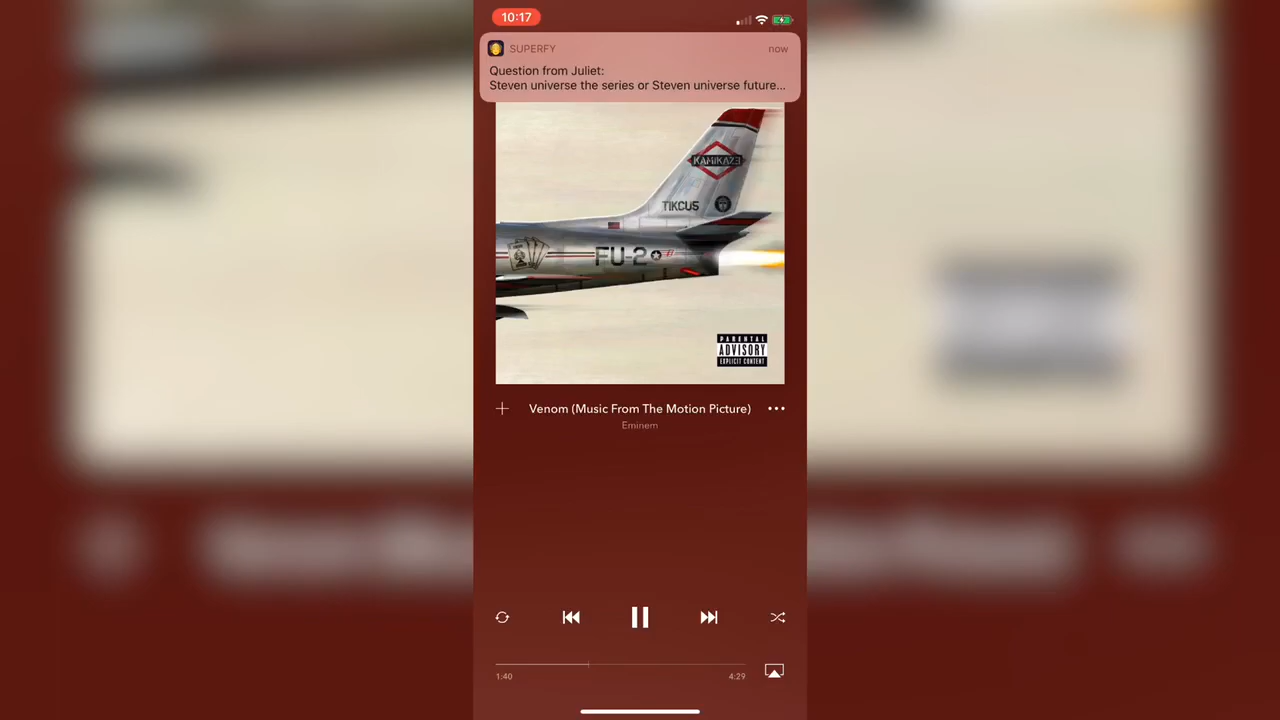 10:17
SUPERFY
now
Question from Juliet:
Steven universe the series or Steven universe future...
KAMIKAZE
TIKCUS
FU-2
PARENTAL
ADVISORY
EXPLICIT CONTENT
Venom (Music From The Motion Picture)
Eminem
1:40
4:29